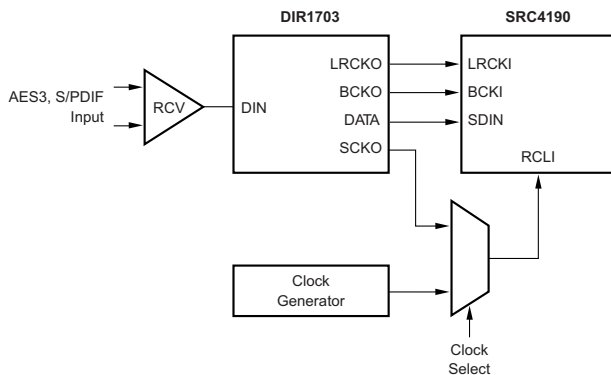 DIR1703
SRC4190
AES3, S/PDIF
Input
RCV
DIN
LRCKO
BCKO
DATA
SCKO
LRCKI
BCKI
SDIN
RCLI
Clock
Generator
Clock
Select